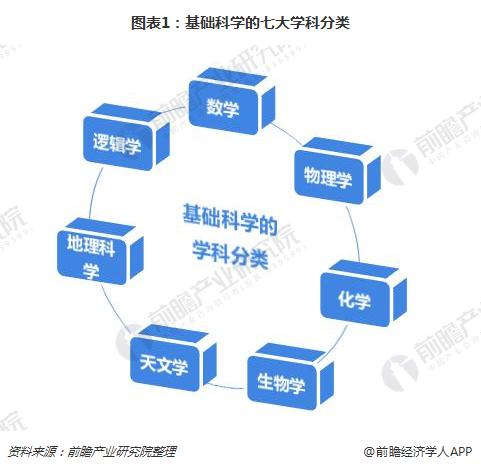 图表1：基础科学的七大学科分类
数学
物理学
化学
生物学
天文学
地理科
学
逻辑学
基础科学的
学科分类
前瞻产业研究院
资料来源：前瞻产业研究院整理
@前瞻经济学人APP